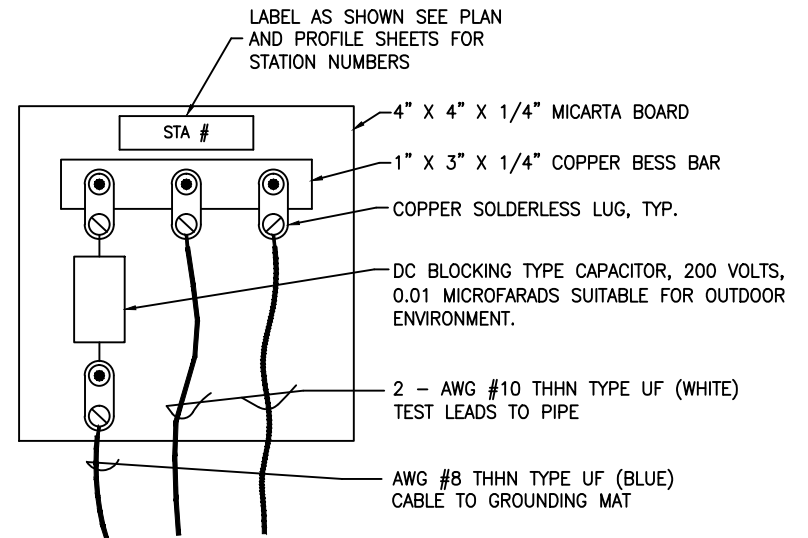 LABEL AS SHOWN SEE PLAN
AND PROFILE SHEETS FOR
STATION NUMBERS
STA #
4" X 4" X 1/4" MICARTA BOARD
1" X 3" X 1/4" COPPER BESS BAR
COPPER SOLDERLESS LUG, TYP.
DC BLOCKING TYPE CAPACITOR, 200 VOLTS,
0.01 MICROFARADS SUITABLE FOR OUTDOOR
ENVIRONMENT.
2 – AWG #10 THHN TYPE UF (WHITE)
TEST LEADS TO PIPE
AWG #8 THHN TYPE UF (BLUE)
CABLE TO GROUNDING MAT